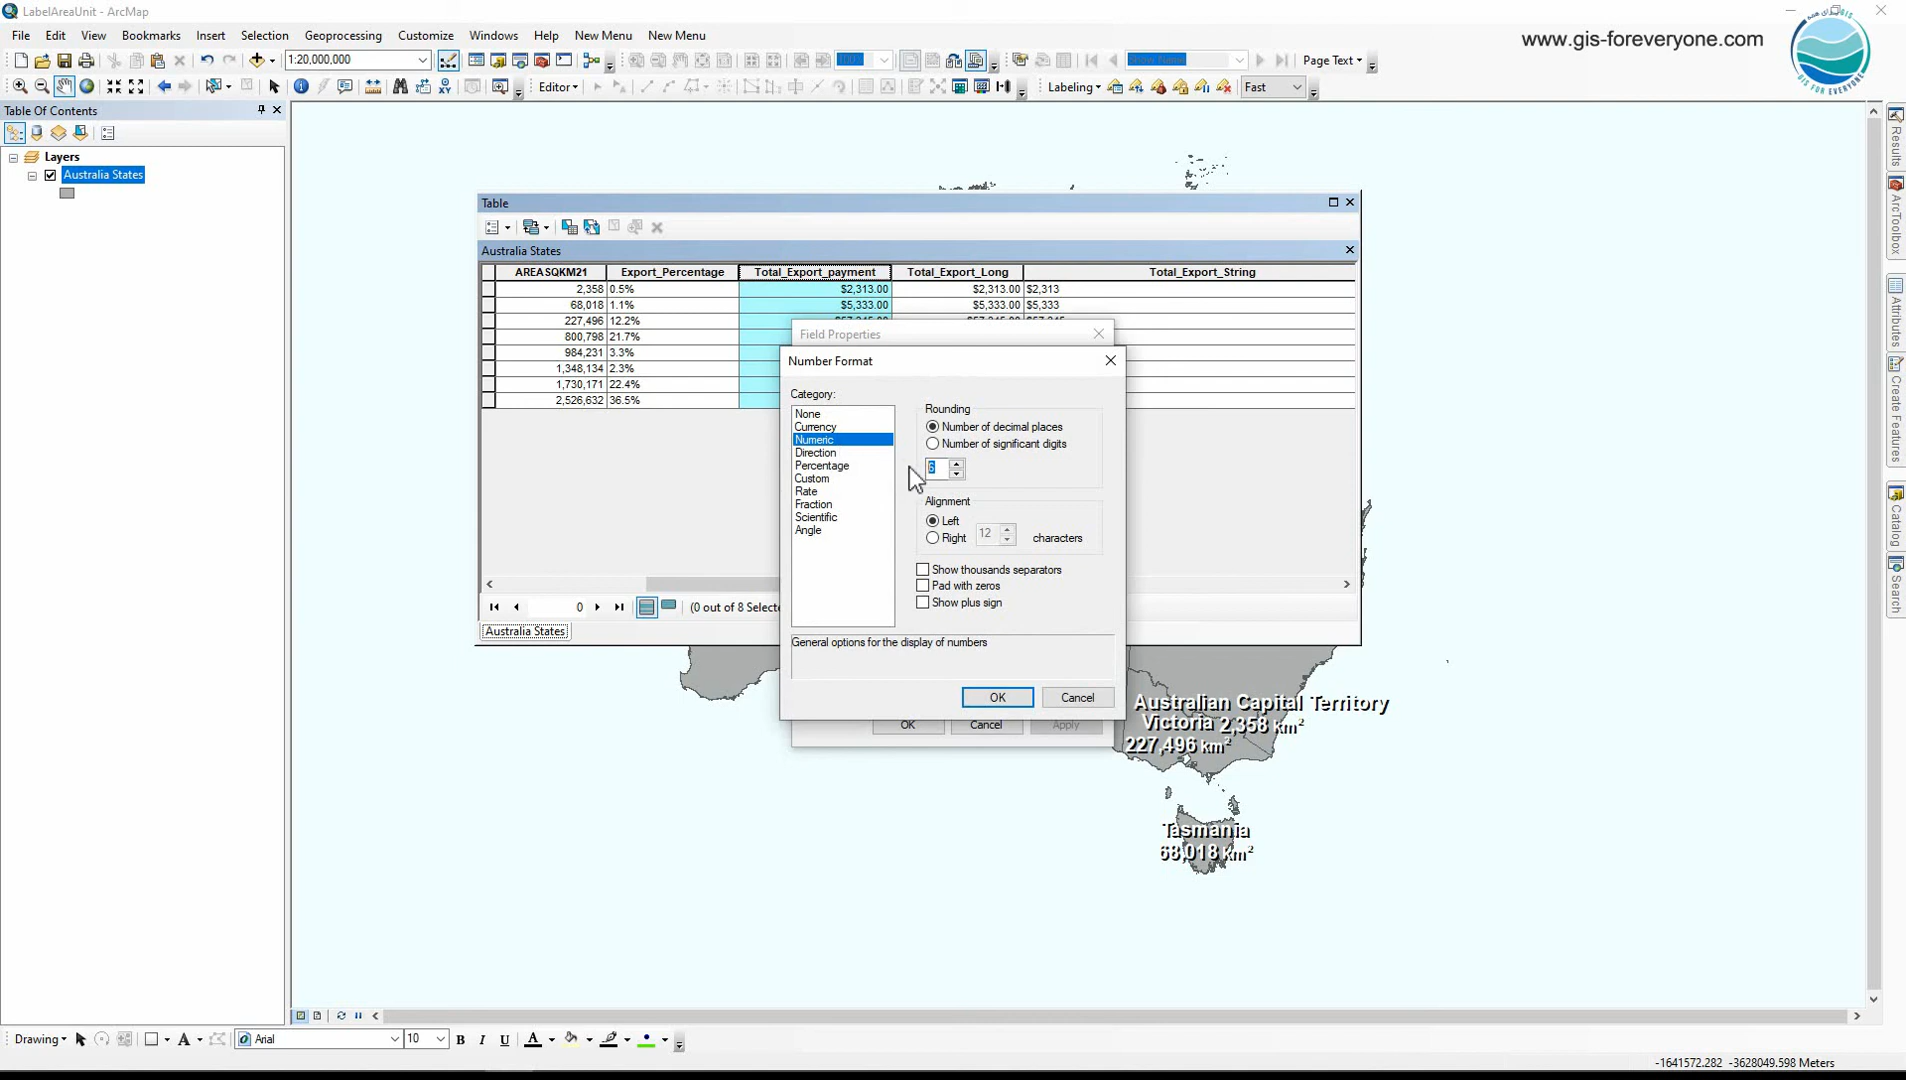 LabelAreaUnit - ArcMap
www.gis-foreveryone.com
GIS FOR EVERYONE
File Edit View Bookmarks Insert Selection Geoprocessing Customize Windows Help New Menu New Menu
1:20,000,000
100%
Page Text
Editor
Labeling
Fast
Table Of Contents
Layers
Australia States
Table
Australia States
AREASQKM21 Export_Percentage Total_Export_payment Total_Export_Long Total_Export_String
2,358 0.5% $2,313.00 $2,313.00 $2,313
68,018 1.1% $5,333.00 $5,333.00 $5,333
227,496 12.2%
800,798 21.7%
984,231 3.3%
1,348,134 2.3%
1,730,171 22.4%
2,526,632 36.5%
Field Properties
Number Format
Category:
None
Currency
Numeric
Direction
Percentage
Custom
Rate
Fraction
Scientific
Angle
Rounding
Number of decimal places
Number of significant digits
6
Alignment
Left
Right 12 characters
Show thousands separators
Pad with zeros
Show plus sign
General options for the display of numbers
OK Cancel
OK Cancel Apply
0 (0 out of 8 Selecte
Australia States
Australian Capital Territory
Victoria 2,358 km²
227,496 km²
Tasmania
68,018 km²
Results
ArcToolbox
Attributes
Create Features
Catalog
Search
Drawing
Arial
10
B I U A
-1641572.282 -3628049.598 Meters